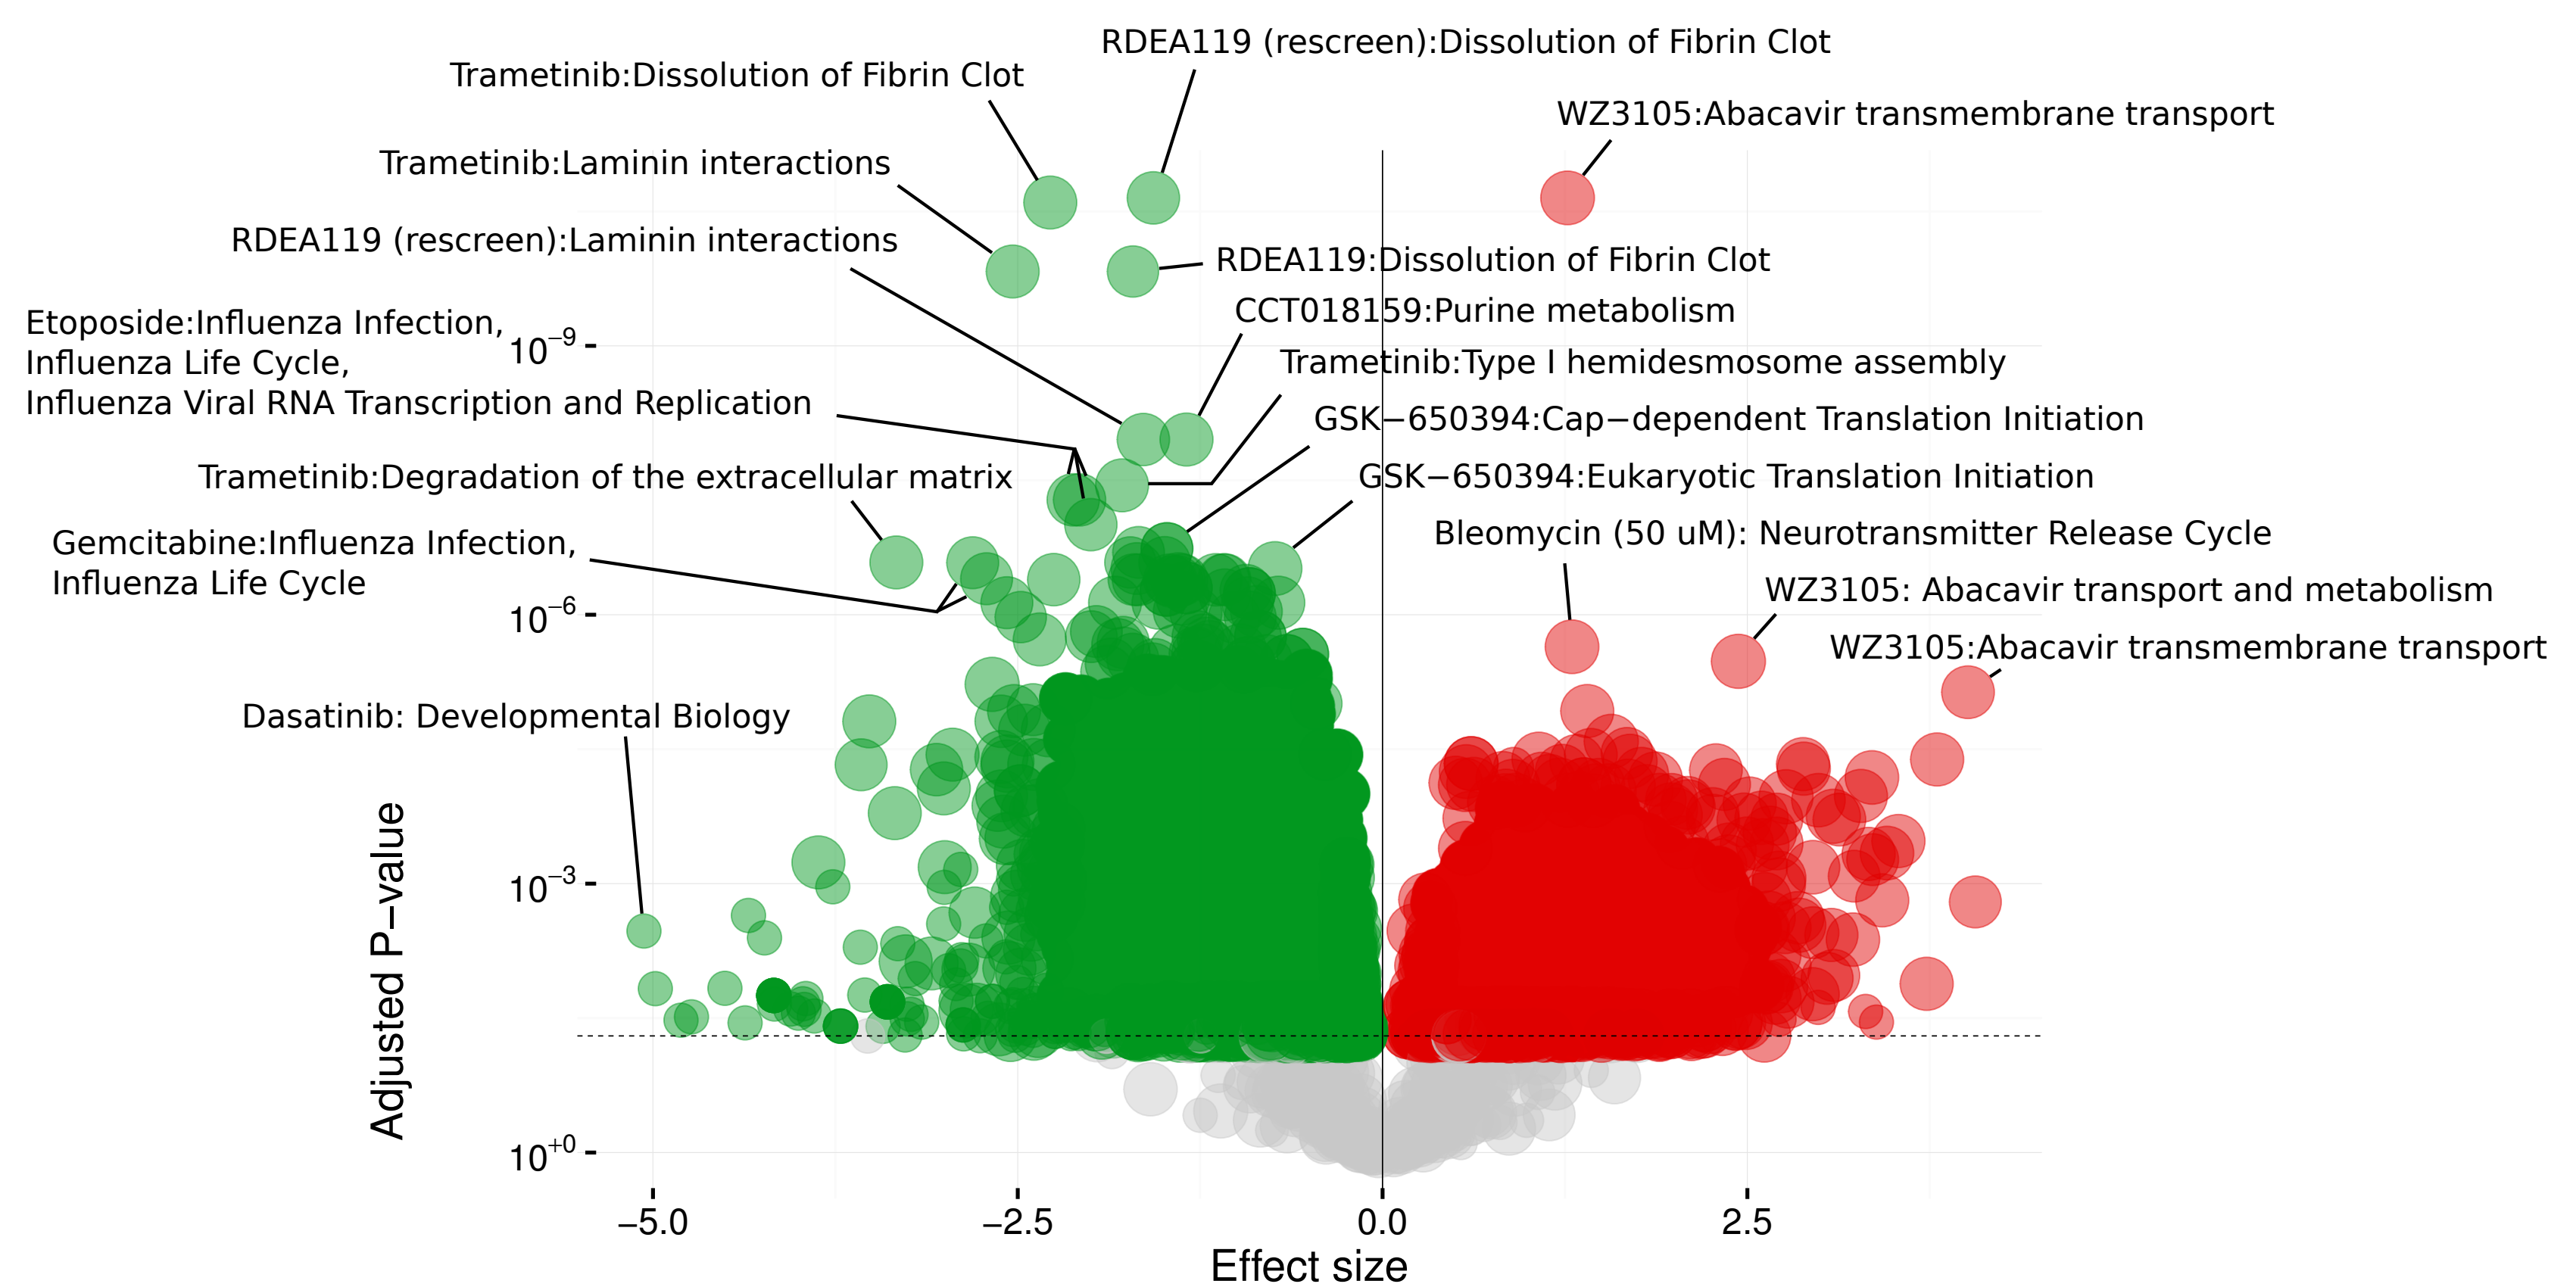 RDEA119 (rescreen):Dissolution of Fibrin Clot
Trametinib:Dissolution of Fibrin Clot
WZ3105:Abacavir transmembrane transport
Trametinib:Laminin interactions
RDEA119 (rescreen):Laminin interactions
RDEA119:Dissolution of Fibrin Clot
CCT018159:Purine metabolism
Etoposide:Influenza Infection,
Influenza Life Cycle,
Influenza Viral RNA Transcription and Replication
Trametinib:Type I hemidesmosome assembly
GSK−650394:Cap−dependent Translation Initiation
Trametinib:Degradation of the extracellular matrix
GSK−650394:Eukaryotic Translation Initiation
Gemcitabine:Influenza Infection,
Influenza Life Cycle
Bleomycin (50 uM): Neurotransmitter Release Cycle
WZ3105: Abacavir transport and metabolism
WZ3105:Abacavir transmembrane transport
Dasatinib: Developmental Biology
Adjusted P−value
10−9
10−6
10−3
10+0
−5.0 −2.5 0.0 2.5
Effect size